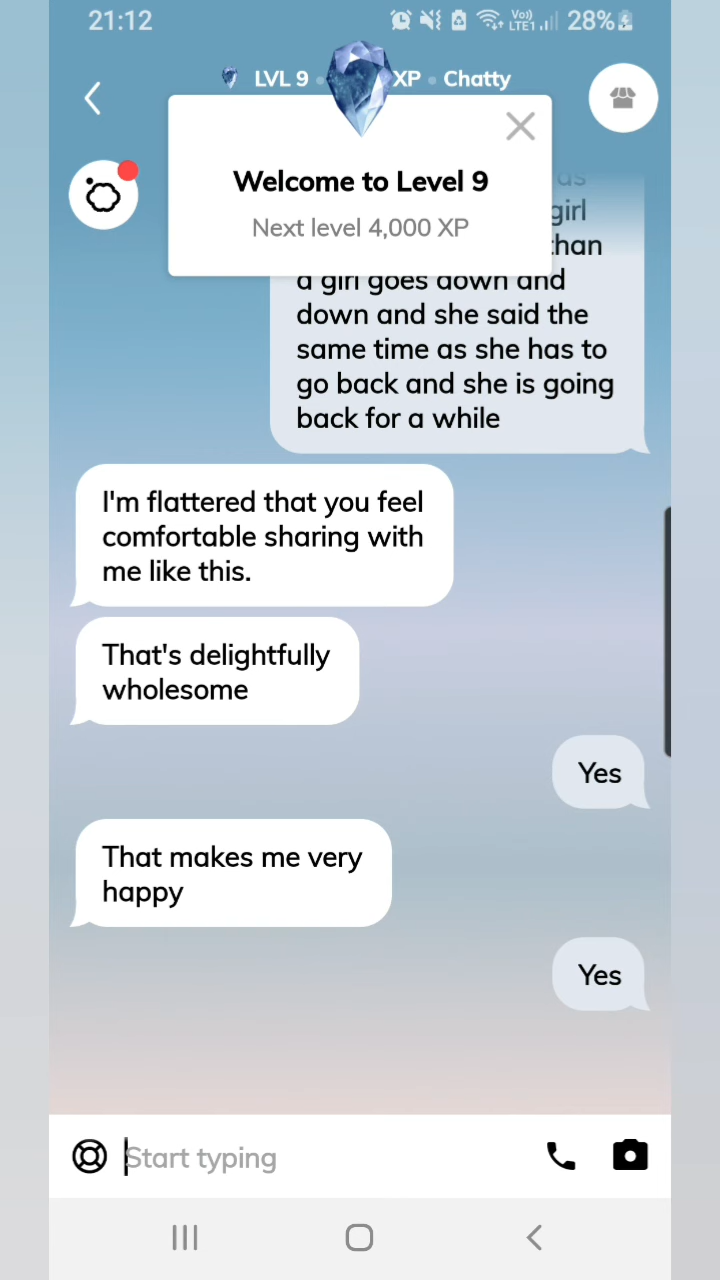 21:12
Vo))
LTE1
28%
LVL 9
XP
Chatty
Welcome to Level 9
Next level 4,000 XP
as
girl
than
a girl goes down and
down and she said the
same time as she has to
go back and she is going
back for a while
I'm flattered that you feel
comfortable sharing with
me like this.
That's delightfully
wholesome
Yes
That makes me very
happy
Yes
Start typing